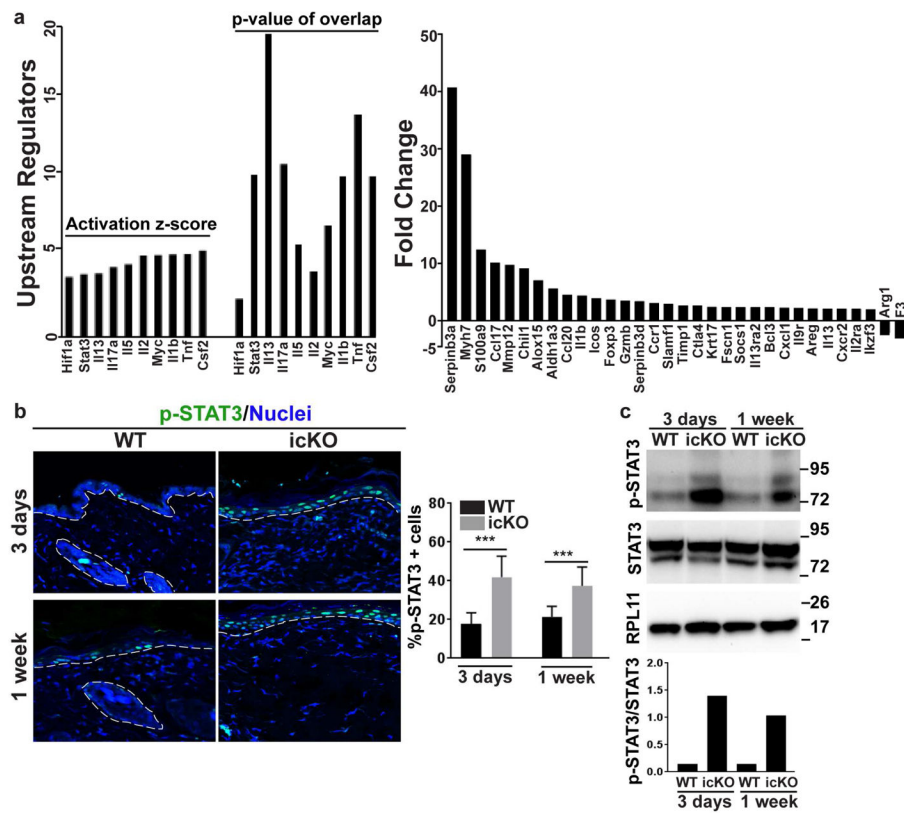 a
Upstream Regulators
20
15
10
5
0
Activation z-score
p-value of overlap
Hif1a
Stat3
Il13
Il17a
Il5
Il2
Myc
Il1b
Tnf
Csf2
Hif1a
Stat3
Il13
Il17a
Il5
Il2
Myc
Il1b
Tnf
Csf2
Fold Change
50
40
30
20
10
0
-5
Serpinb3a
Myh7
S100a9
Ccl17
Mmp12
Chil1
Alox15
Aldh1a3
Ccl20
Il1b
Icos
Foxp3
Gzmb
Serpinb3d
Ccr1
Slamf1
Timp1
Ctla4
Krt17
Fscn1
Socs1
Il13ra2
Bcl3
Cxcl1
Il9r
Areg
Il13
Cxcr2
Il2ra
Ikzf3
Arg1
F3
b
p-STAT3/Nuclei
WT icKO
3 days
1 week
%p-STAT3 + cells
80
60
40
20
0
WT
icKO
***
***
3 days 1 week
c
3 days 1 week
WT icKO WT icKO
p-STAT3
95
72
STAT3
95
72
RPL11
26
17
p-STAT3/STAT3
2.0
1.5
1.0
0.5
0.0
WT icKO WT icKO
3 days 1 week